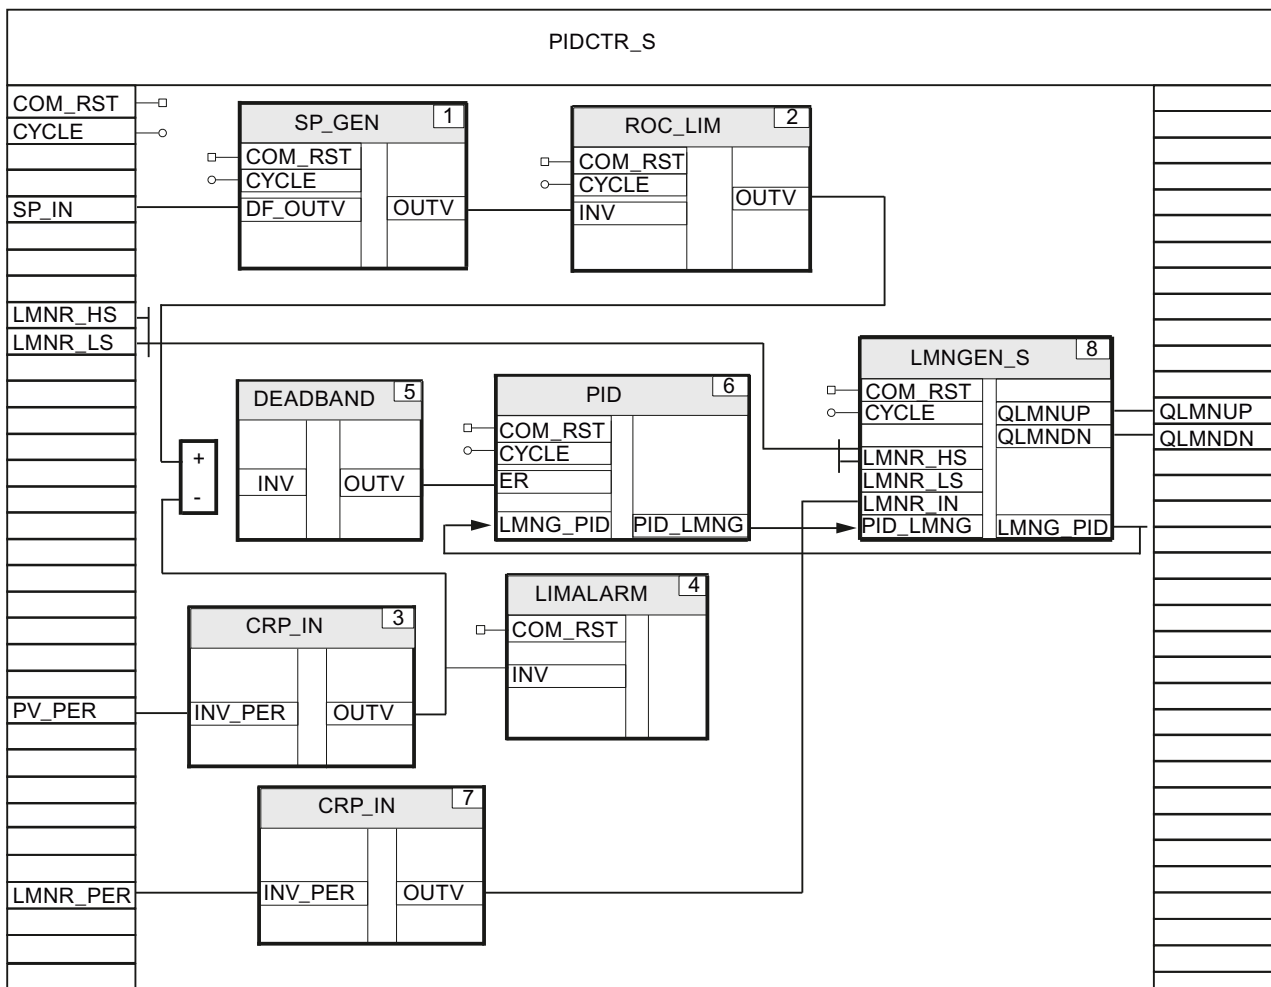 PIDCTR_S
COM_RST
CYCLE
SP_IN
LMNR_HS
LMNR_LS
PV_PER
LMNR_PER
SP_GEN 1
COM_RST
CYCLE
DF_OUTV OUTV
ROC_LIM 2
COM_RST
CYCLE
INV OUTV
+
-
DEADBAND 5
INV OUTV
PID 6
COM_RST
CYCLE
ER
LMNG_PID PID_LMNG
LMNGEN_S 8
COM_RST
CYCLE QLMNUP
QLMNDN
LMNR_HS
LMNR_LS
LMNR_IN
PID_LMNG LMNG_PID
QLMNUP
QLMNDN
CRP_IN 3
INV_PER OUTV
LIMALARM 4
COM_RST
INV
CRP_IN 7
INV_PER OUTV